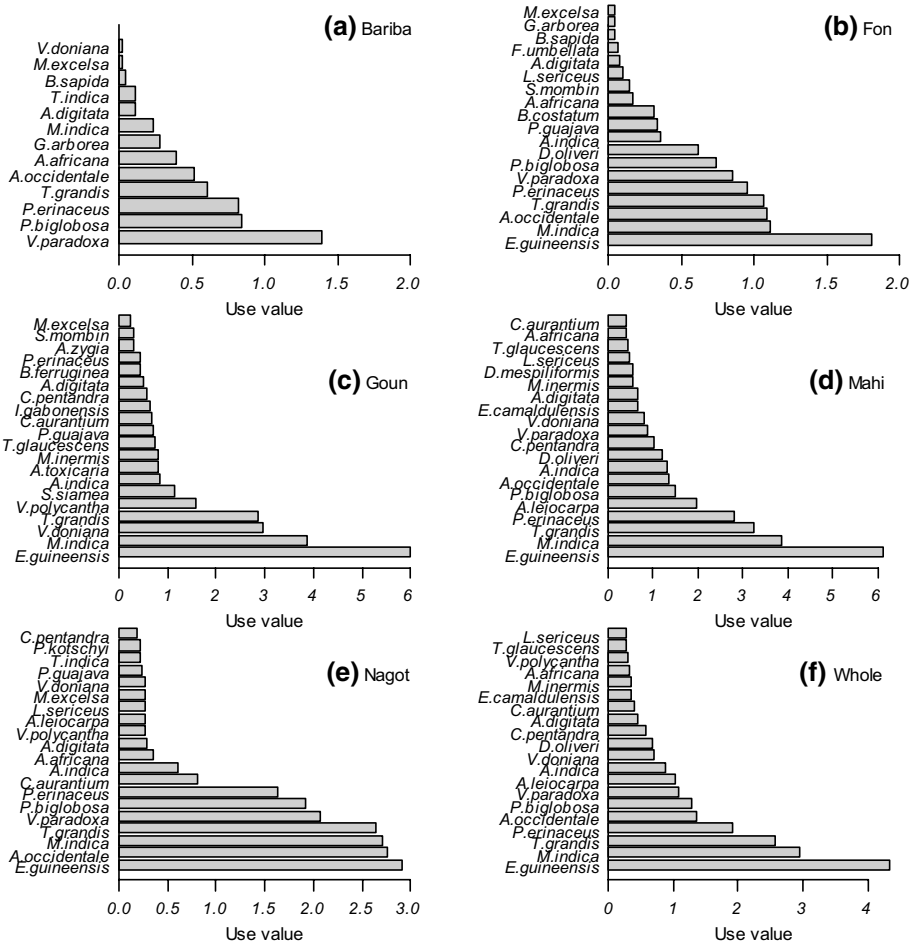 (a) Bariba
V.doniana
M.excelsa
B.sapida
T.indica
A.digitata
M.indica
G.arborea
A.africana
A.occidentale
T.grandis
P.erinaceus
P.biglobosa
V.paradoxa
0.0 0.5 1.0 1.5 2.0
Use value
(b) Fon
M.excelsa
G.arborea
B.sapida
F.umbellata
A.digitata
L.sericeus
S.mombin
A.africana
B.costatum
P.guajava
A.indica
D.oliveri
P.biglobosa
V.paradoxa
P.erinaceus
T.grandis
A.occidentale
M.indica
E.guineensis
0.0 0.5 1.0 1.5 2.0
Use value
(c) Goun
M.excelsa
S.mombin
A.zygia
P.erinaceus
B.ferruginea
A.digitata
C.pentandra
I.gabonensis
C.aurantium
P.guajava
T.glaucescens
M.inermis
A.toxicaria
A.indica
S.siamea
V.polycantha
T.grandis
V.doniana
M.indica
E.guineensis
0 1 2 3 4 5 6
Use value
(d) Mahi
C.aurantium
A.africana
T.glaucescens
L.sericeus
D.mespiliformis
M.inermis
A.digitata
E.camaldulensis
V.doniana
V.paradoxa
C.pentandra
D.oliveri
A.indica
A.occidentale
P.biglobosa
A.leiocarpa
P.erinaceus
T.grandis
M.indica
E.guineensis
0 1 2 3 4 5 6
Use value
(e) Nagot
C.pentandra
P.kotschyi
T.indica
P.guajava
V.doniana
M.excelsa
L.sericeus
A.leiocarpa
V.polycantha
A.digitata
A.africana
A.indica
C.aurantium
P.erinaceus
P.biglobosa
V.paradoxa
T.grandis
M.indica
A.occidentale
E.guineensis
0.0 0.5 1.0 1.5 2.0 2.5 3.0
Use value
(f) Whole
L.sericeus
T.glaucescens
V.polycantha
A.africana
M.inermis
E.camaldulensis
C.aurantium
A.digitata
C.pentandra
D.oliveri
V.doniana
A.indica
A.leiocarpa
V.paradoxa
P.biglobosa
A.occidentale
P.erinaceus
T.grandis
M.indica
E.guineensis
0 1 2 3 4
Use value